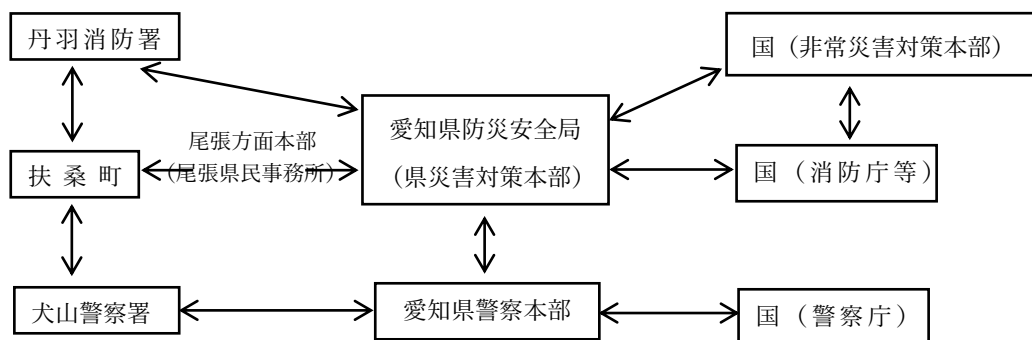 丹羽消防署
国（非常災害対策本部）
尾張方面本部
（尾張県民事務所）
愛知県防災安全局
（県災害対策本部）
扶桑町
国（消防庁等）
犬山警察署
愛知県警察本部
国（警察庁）